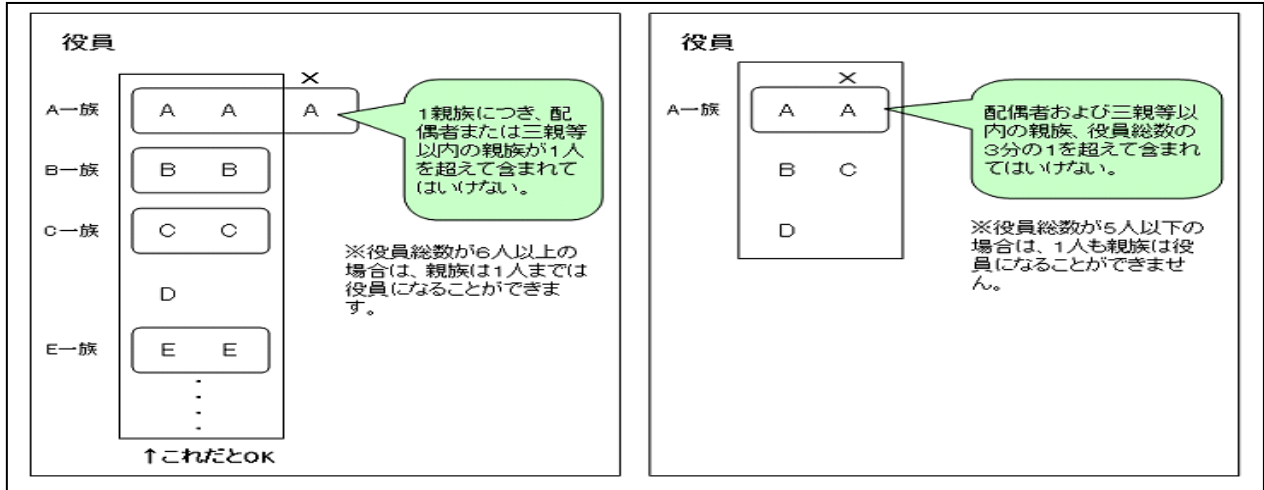 役員
×
A一族 A A A
B一族 B B
C一族 C C
D
E一族 E E
↑これだとOK
1親族につき、配
偶者または三親等
以内の親族が1人
を超えて含まれて
はいけない。
※役員総数が6人以上の
場合は、親族は1人までは
役員になることができま
す。
役員
×
A一族 A A
B C
D
配偶者および三親等以
内の親族、役員総数の
3分の1を超えて含まれ
てはいけない。
※役員総数が5人以下の
場合は、1人も親族は役
員になることができませ
ん。